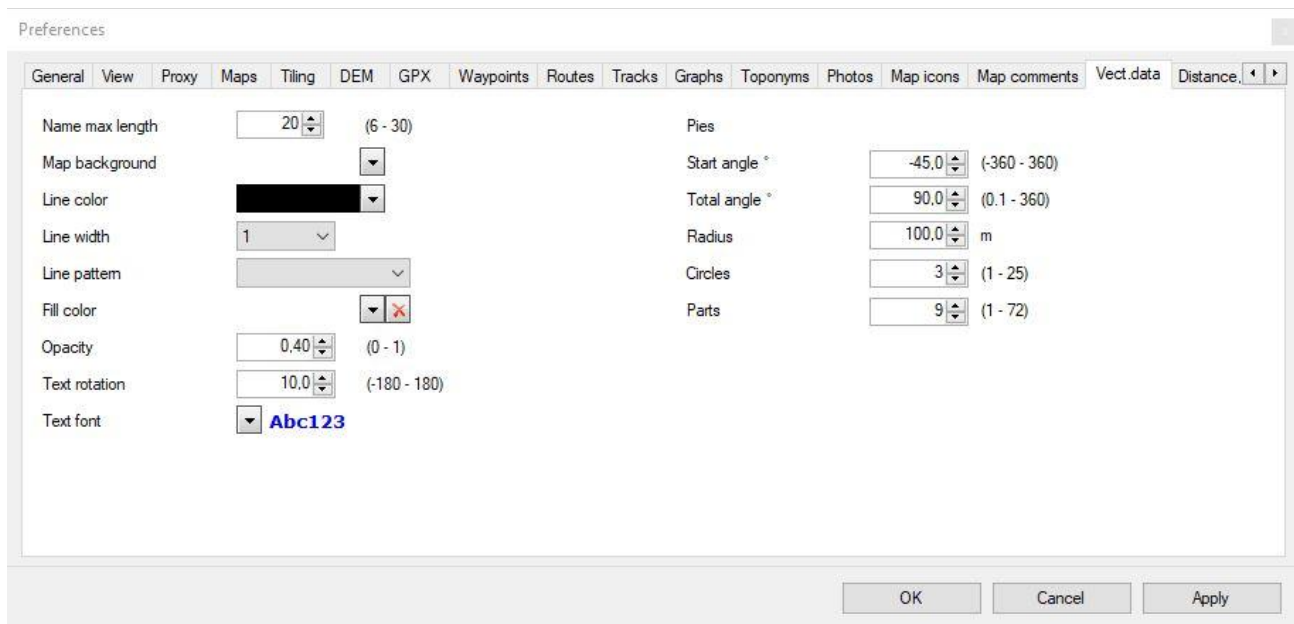 Preferences
General View Proxy Maps Tiling DEM GPX Waypoints Routes Tracks Graphs Toponyms Photos Map icons Map comments Vect.data Distance,
Name max length 20 (6 - 30)
Map background
Line color
Line width 1
Line pattern
Fill color
Opacity 0,40 (0 - 1)
Text rotation 10,0 (-180 - 180)
Text font Abc123
Pies
Start angle ° -45,0 (-360 - 360)
Total angle ° 90,0 (0.1 - 360)
Radius 100,0 m
Circles 3 (1 - 25)
Parts 9 (1 - 72)
OK Cancel Apply